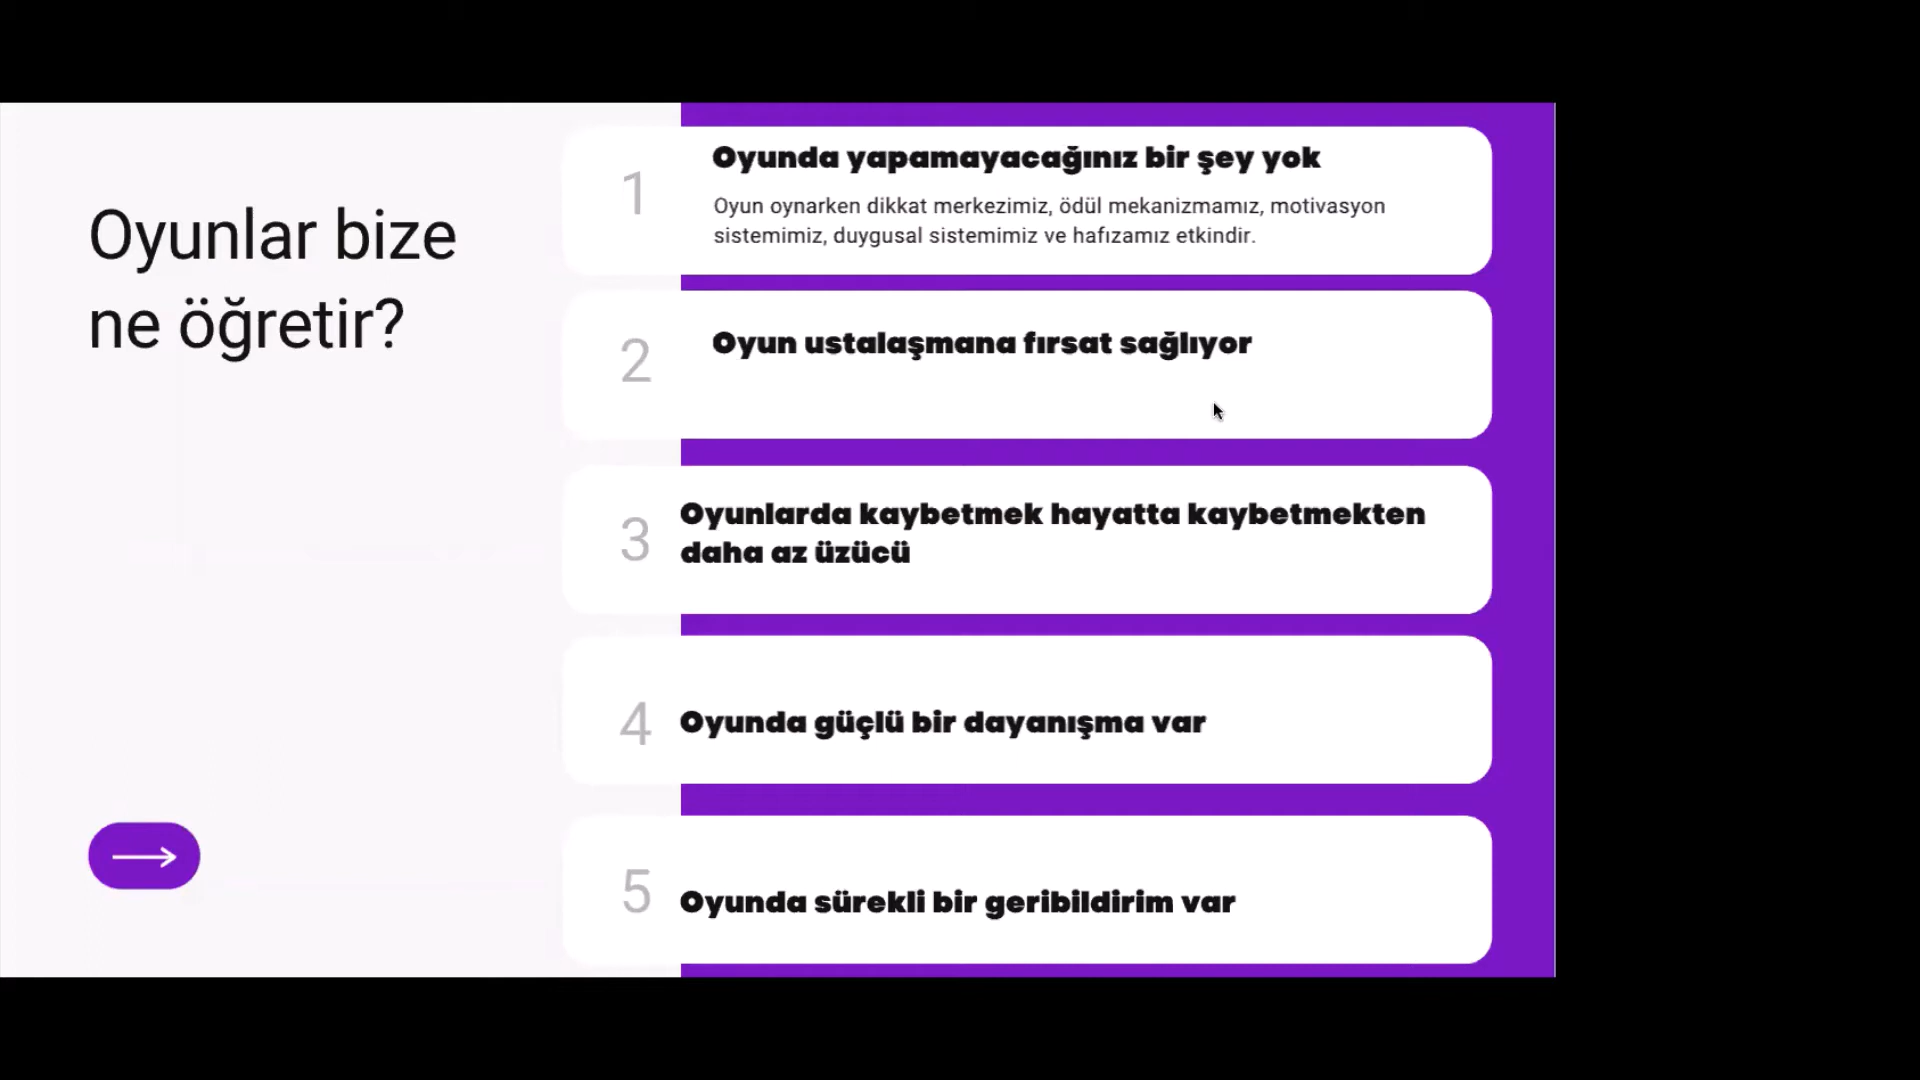 Oyunlar bize
ne öğretir?
1
Oyunda yapamayacağınız bir şey yok
Oyun oynarken dikkat merkezimiz, ödül mekanizmamız, motivasyon
sistemimiz, duygusal sistemimiz ve hafızamız etkindir.
2
Oyun ustalaşmana fırsat sağlıyor
3
Oyunlarda kaybetmek hayatta kaybetmekten
daha az üzücü
4
Oyunda güçlü bir dayanışma var
5
Oyunda sürekli bir geribildirim var